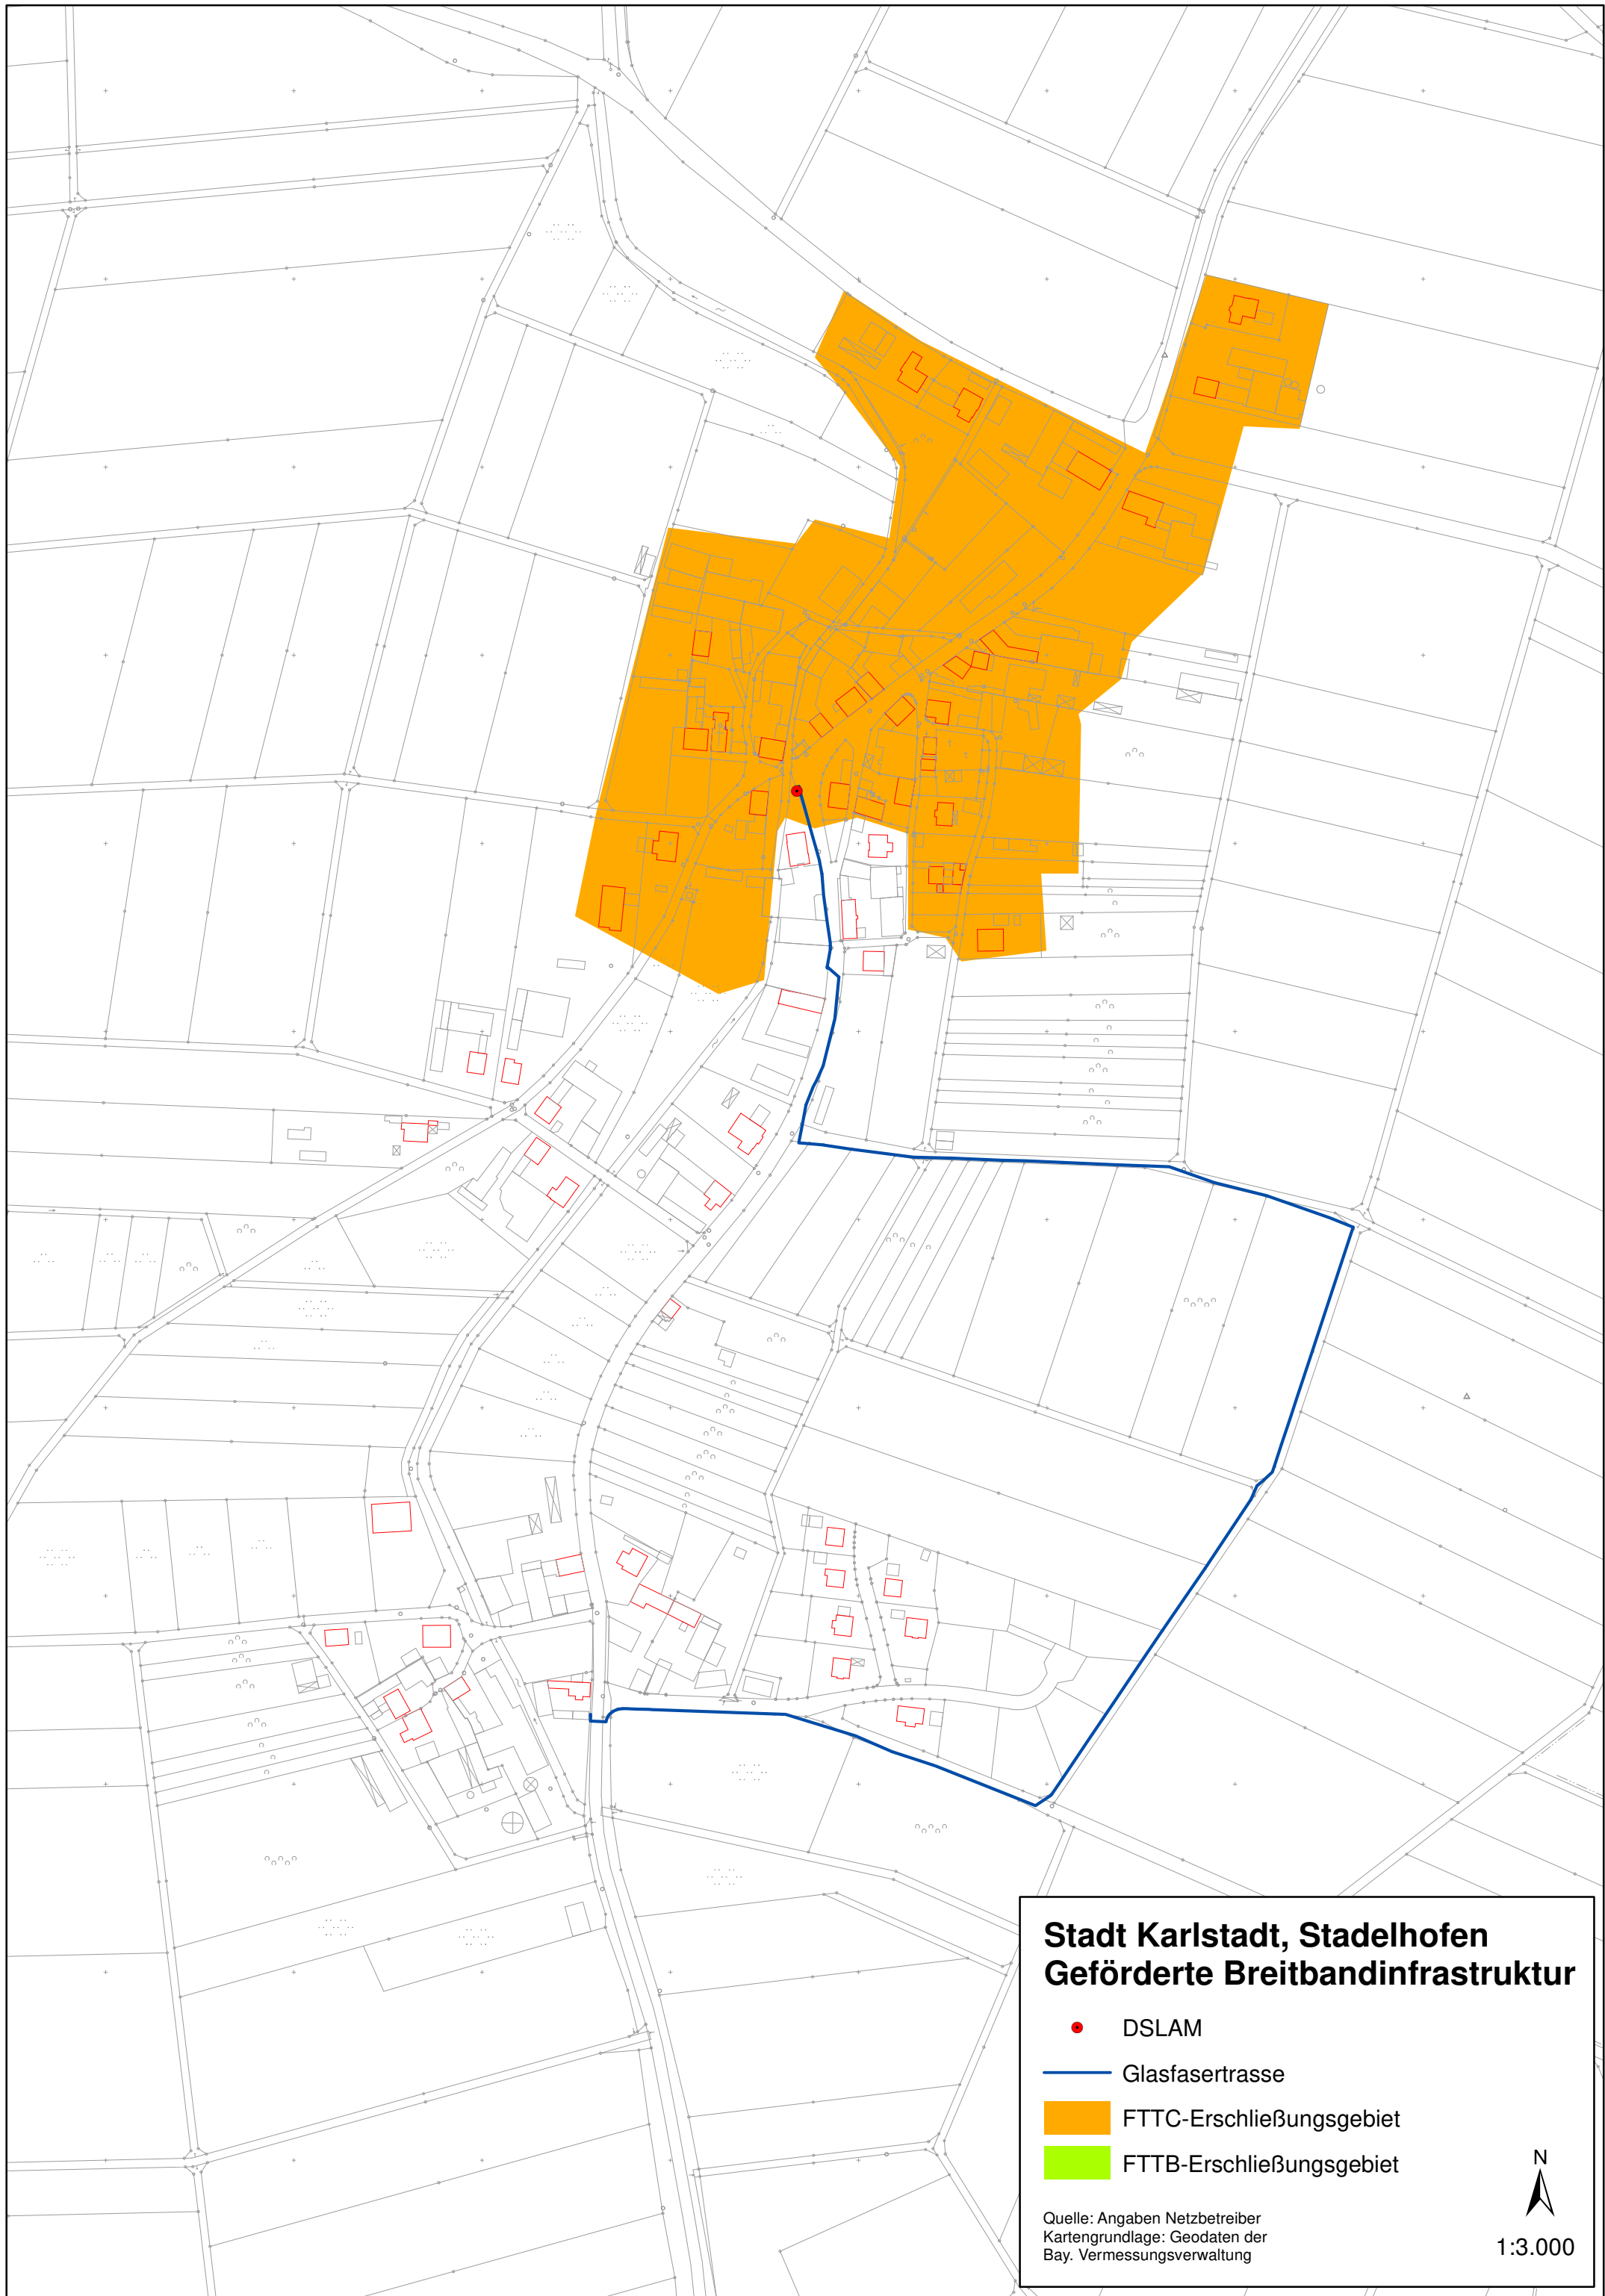 Stadt Karlstadt, Stadelhofen
Geförderte Breitbandinfrastruktur
DSLAM
Glasfasertrasse
FTTC-Erschließungsgebiet
FTTB-Erschließungsgebiet
N
Quelle: Angaben Netzbetreiber
Kartengrundlage: Geodaten der
Bay. Vermessungsverwaltung
1:3.000